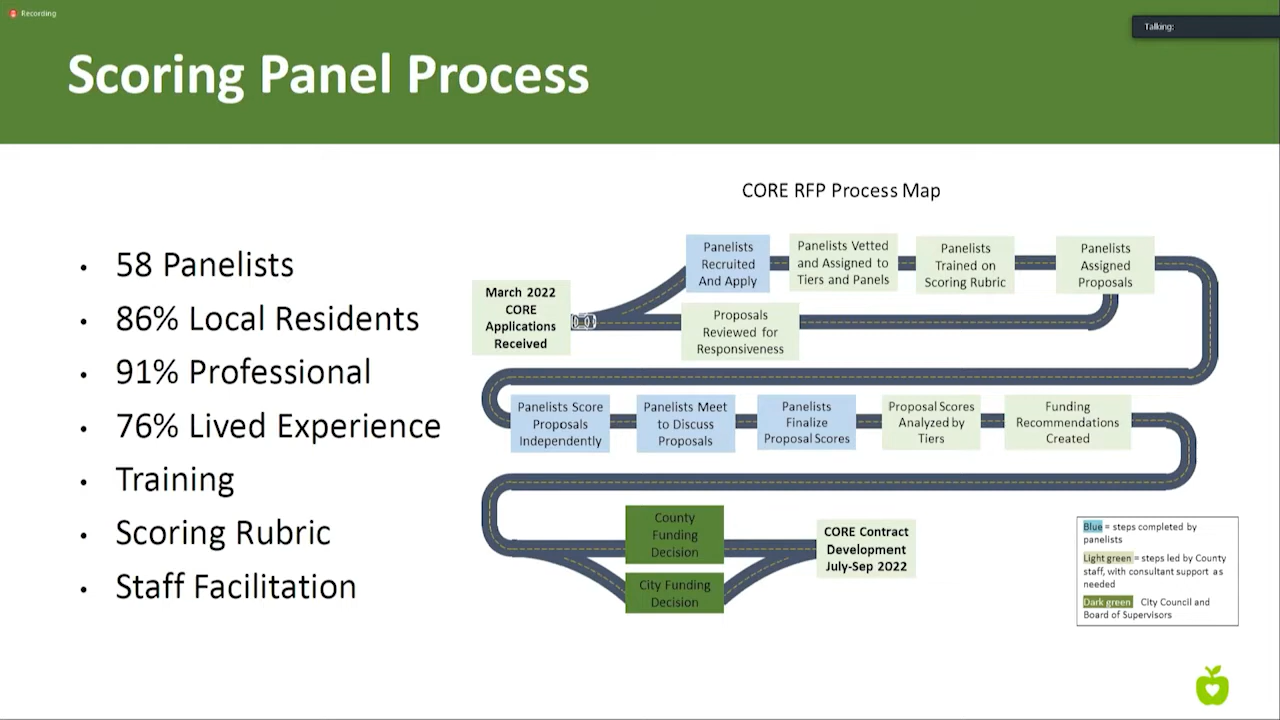 Recording
Talking:
Scoring Panel Process
CORE RFP Process Map
• 58 Panelists
• 86% Local Residents
• 91% Professional
• 76% Lived Experience
• Training
• Scoring Rubric
• Staff Facilitation
March 2022
CORE
Applications
Received
Panelists
Recruited
And Apply
Panelists Vetted
and Assigned to
Tiers and Panels
Panelists
Trained on
Scoring Rubric
Panelists
Assigned
Proposals
Proposals
Reviewed for
Responsiveness
Panelists Score
Proposals
Independently
Panelists Meet
to Discuss
Proposals
Panelists
Finalize
Proposal Scores
Proposal Scores
Analyzed by
Tiers
Funding
Recommendations
Created
County
Funding
Decision
City Funding
Decision
CORE Contract
Development
July-Sep 2022
Blue = steps completed by
panelists
Light green = steps led by County
staff, with consultant support as
needed
Dark green City Council and
Board of Supervisors